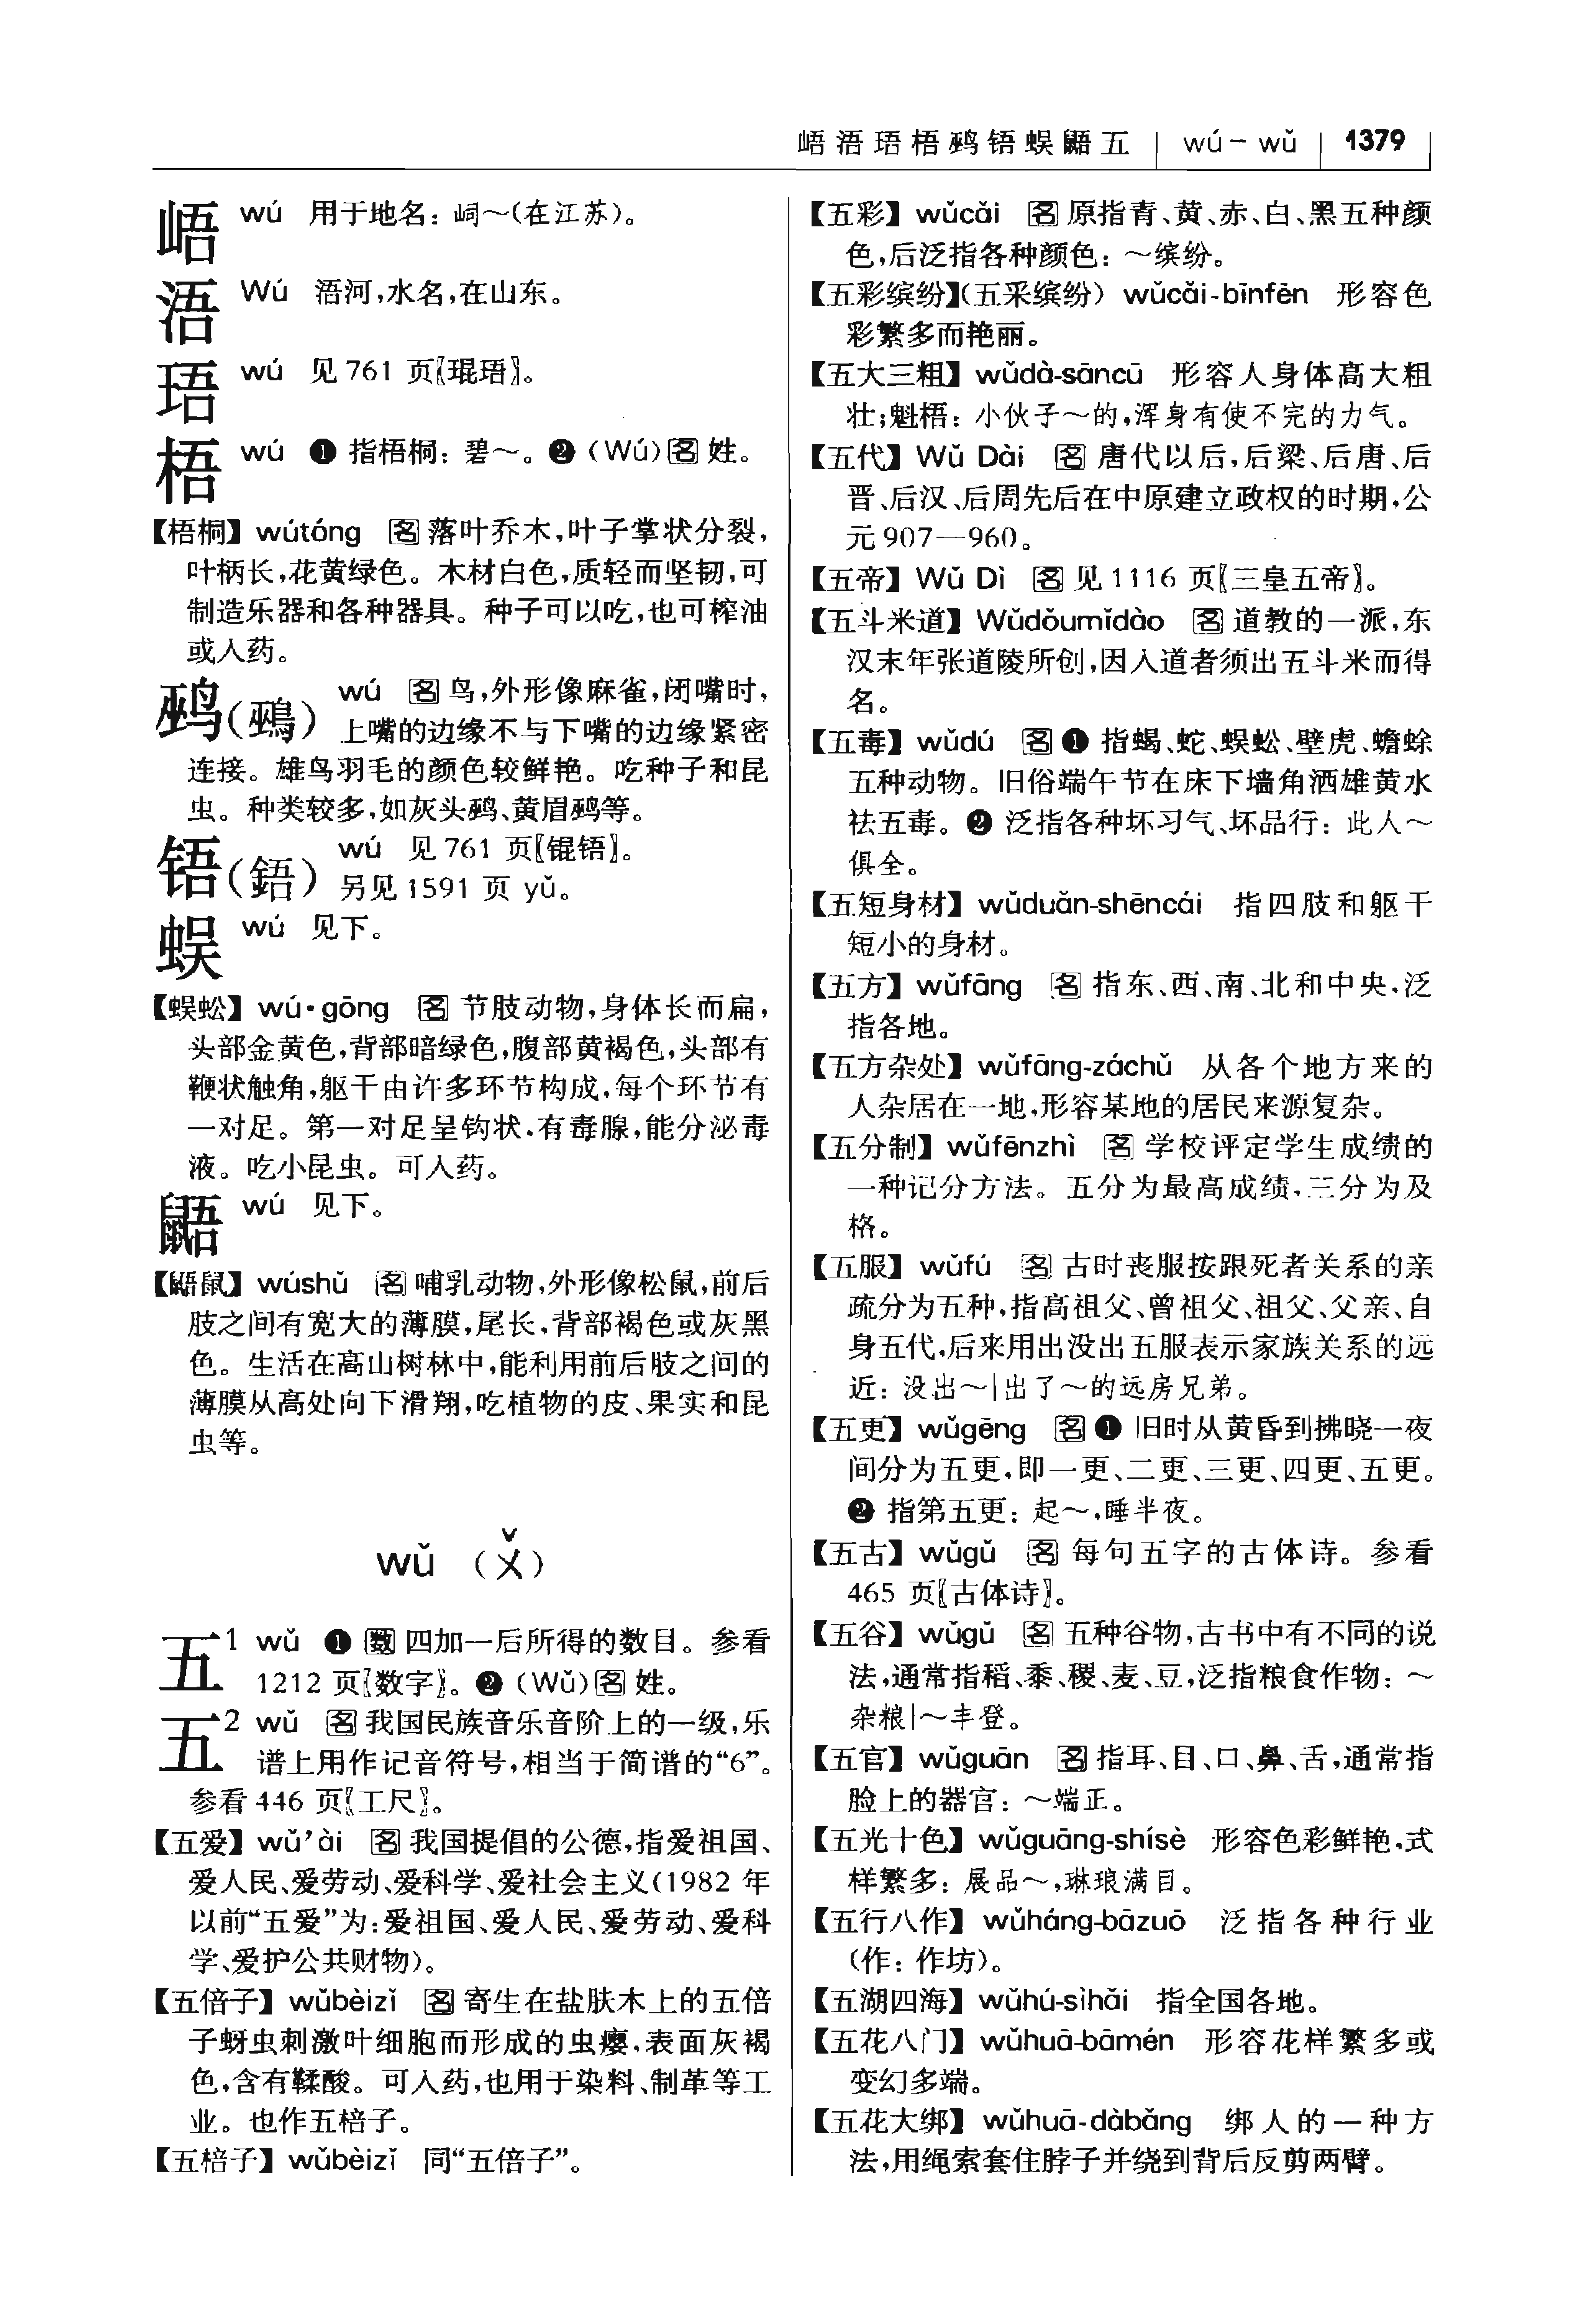 峿浯珸梧鹀铻蜈鼯五 wú－wǔ 1379
峿 wú 用于地名：峒～(在江苏)。
浯 Wú 浯河,水名,在山东。
珸 wú 见761 页〖琨珸〗。
梧 wú ❶ 指梧桐：碧～。❷ (Wú)名 姓。
【梧桐】 wútóng 名 落叶乔木,叶子掌状分裂,
叶柄长,花黄绿色。木材白色,质轻而坚韧,可
制造乐器和各种器具。种子可以吃,也可榨油
或入药。
鹀(鵐) wú 名 鸟,外形像麻雀,闭嘴时,
上嘴的边缘不与下嘴的边缘紧密
连接。雄鸟羽毛的颜色较鲜艳。吃种子和昆
虫。种类较多,如灰头鹀、黄眉鹀等。
铻(鋙) wú 见761 页〖锟铻〗。
另见1591 页 yǔ。
蜈 wú 见下。
【蜈蚣】 wú·gōng 名 节肢动物,身体长而扁,
头部金黄色,背部暗绿色,腹部黄褐色,头部有
鞭状触角,躯干由许多环节构成,每个环节有
一对足。第一对足呈钩状,有毒腺,能分泌毒
液。吃小昆虫。可入药。
鼯 wú 见下。
【鼯鼠】 wúshǔ 名 哺乳动物,外形像松鼠,前后
肢之间有宽大的薄膜,尾长,背部褐色或灰黑
色。生活在高山树林中,能利用前后肢之间的
薄膜从高处向下滑翔,吃植物的皮、果实和昆
虫等。
wǔ (ㄨˇ)
五1 wǔ ❶ 数 四加一后所得的数目。参看
1212 页〖数字〗。❷ (Wǔ)名 姓。
五2 wǔ 名 我国民族音乐音阶上的一级,乐
谱上用作记音符号,相当于简谱的“6”。
参看446 页〖工尺〗。
【五爱】 wǔ’ài 名 我国提倡的公德,指爱祖国、
爱人民、爱劳动、爱科学、爱社会主义(1982 年
以前“五爱”为:爱祖国、爱人民、爱劳动、爱科
学、爱护公共财物)。
【五倍子】 wǔbèizǐ 名 寄生在盐肤木上的五倍
子蚜虫刺激叶细胞而形成的虫瘿,表面灰褐
色,含有鞣酸。可入药,也用于染料、制革等工
业。也作五棓子。
【五棓子】 wǔbèizǐ 同“五倍子”。
【五彩】 wǔcǎi 名 原指青、黄、赤、白、黑五种颜
色,后泛指各种颜色：～缤纷。
【五彩缤纷】(五采缤纷) wǔcǎi-bīnfēn 形容色
彩繁多而艳丽。
【五大三粗】 wǔdà-sāncū 形容人身体高大粗
壮;魁梧：小伙子～的,浑身有使不完的力气。
【五代】 Wǔ Dài 名 唐代以后,后梁、后唐、后
晋、后汉、后周先后在中原建立政权的时期,公
元907—960。
【五帝】 Wǔ Dì 名 见1116 页〖三皇五帝〗。
【五斗米道】 Wǔdǒumǐdào 名 道教的一派,东
汉末年张道陵所创,因入道者须出五斗米而得
名。
【五毒】 wǔdú 名 ❶ 指蝎、蛇、蜈蚣、壁虎、蟾蜍
五种动物。旧俗端午节在床下墙角洒雄黄水
祛五毒。❷ 泛指各种坏习气、坏品行：此人～
俱全。
【五短身材】 wǔduǎn-shēncái 指四肢和躯干
短小的身材。
【五方】 wǔfāng 名 指东、西、南、北和中央,泛
指各地。
【五方杂处】 wǔfāng-záchǔ 从各个地方来的
人杂居在一地,形容某地的居民来源复杂。
【五分制】 wǔfēnzhì 名 学校评定学生成绩的
一种记分方法。五分为最高成绩,三分为及
格。
【五服】 wǔfú 名 古时丧服按跟死者关系的亲
疏分为五种,指高祖父、曾祖父、祖父、父亲、自
身五代,后来用出没出五服表示家族关系的远
近：没出～|出了～的远房兄弟。
【五更】 wǔgēng 名 ❶ 旧时从黄昏到拂晓一夜
间分为五更,即一更、二更、三更、四更、五更。
❷ 指第五更：起～,睡半夜。
【五古】 wǔgǔ 名 每句五字的古体诗。参看
465 页〖古体诗〗。
【五谷】 wǔgǔ 名 五种谷物,古书中有不同的说
法,通常指稻、黍、稷、麦、豆,泛指粮食作物：～
杂粮|～丰登。
【五官】 wǔguān 名 指耳、目、口、鼻、舌,通常指
脸上的器官：～端正。
【五光十色】 wǔguāng-shísè 形容色彩鲜艳,式
样繁多：展品～,琳琅满目。
【五行八作】 wǔháng-bāzuō 泛指各种行业
(作：作坊)。
【五湖四海】 wǔhú-sìhǎi 指全国各地。
【五花八门】 wǔhuā-bāmén 形容花样繁多或
变幻多端。
【五花大绑】 wǔhuā-dàbǎng 绑人的一种方
法,用绳索套住脖子并绕到背后反剪两臂。